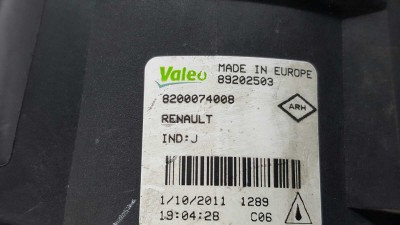 Valeo
MADE IN EUROPE
89202503
8200074008
ARH
RENAULT
IND:J
1/10/2011 1289
19:04:28 C06